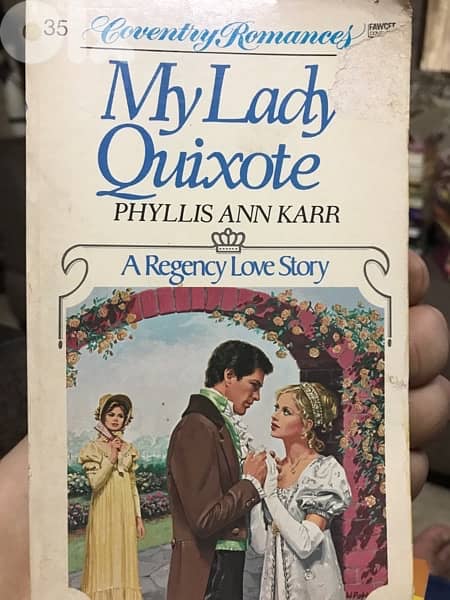 35
Coventry Romances
FAWCETT
My Lady
Quixote
PHYLLIS ANN KARR
A Regency Love Story